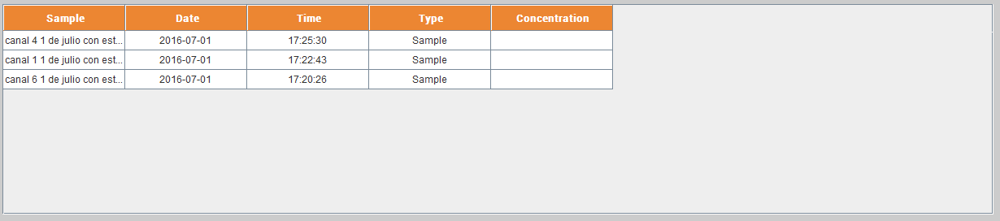 Sample Date Time Type Concentration
canal 4 1 de julio con est... 2016-07-01 17:25:30 Sample
canal 1 1 de julio con est... 2016-07-01 17:22:43 Sample
canal 6 1 de julio con est... 2016-07-01 17:20:26 Sample